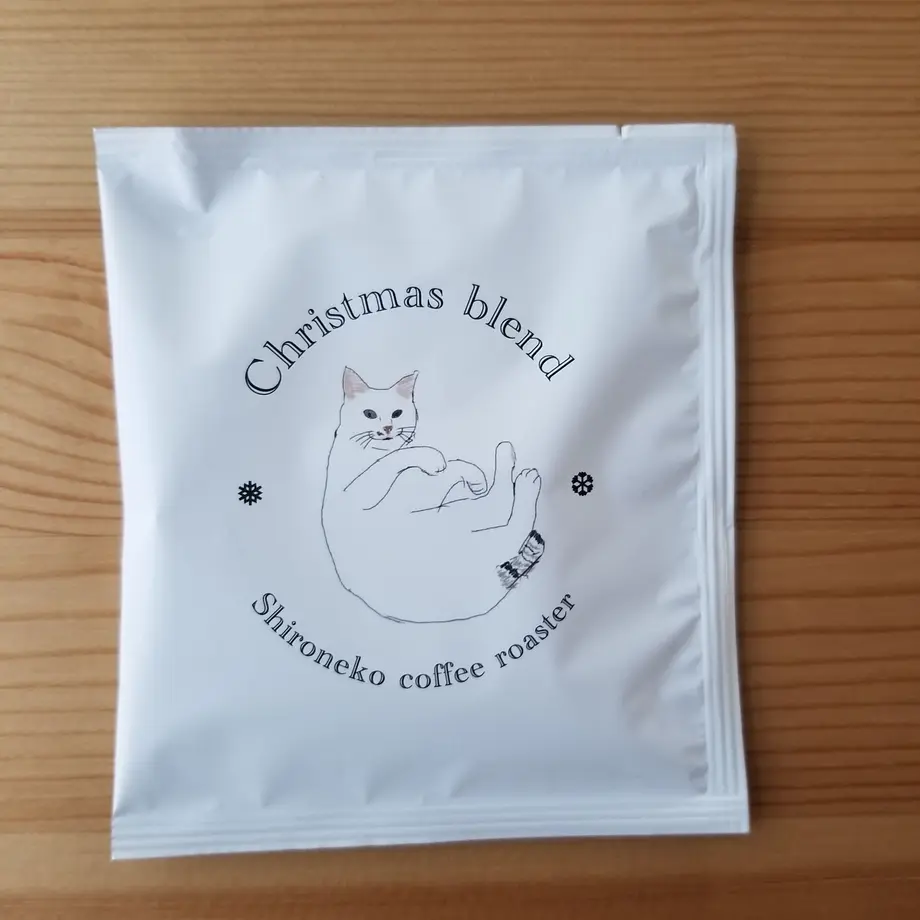 Christmas blend
Shironeko coffee roaster